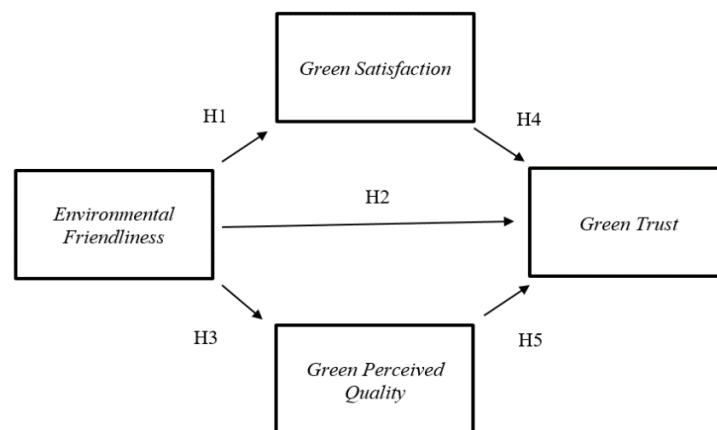 Green Satisfaction
H1
H4
Environmental
Friendliness
H2
Green Trust
H3
H5
Green Perceived
Quality